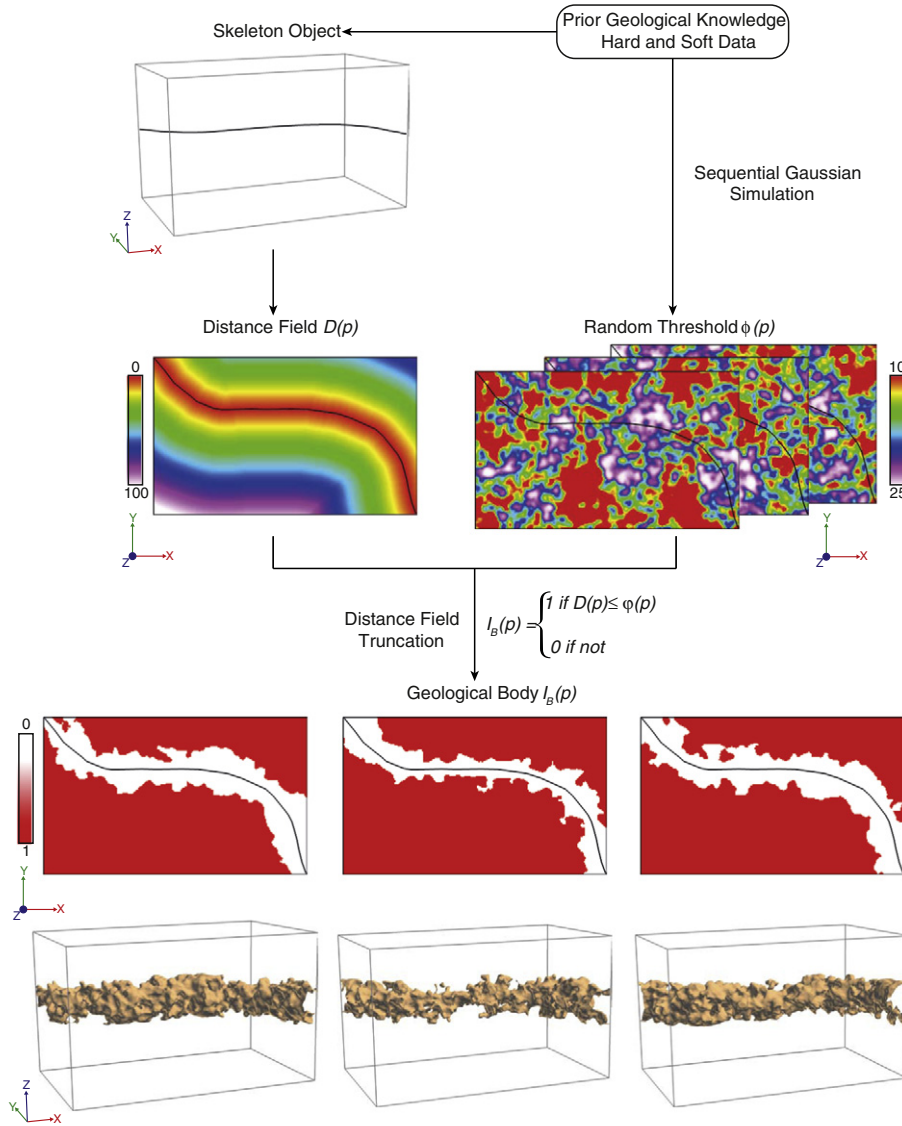 Skeleton Object
Prior Geological Knowledge
Hard and Soft Data
Sequential Gaussian
Simulation
Z
Y
X
Distance Field D(p)
Random Threshold ϕ(p)
0
100
10
25
Y
Z
X
Y
Z
X
Distance Field
Truncation
I_B(p) = { 1 if D(p) ≤ φ(p)
0 if not
Geological Body I_B(p)
0
1
Y
Z
X
Z
Y
X